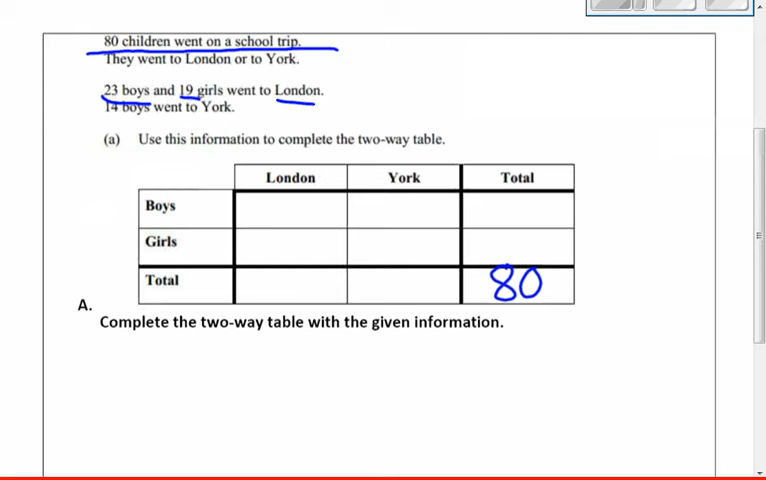 80 children went on a school trip.
They went to London or to York.
23 boys and 19 girls went to London.
14 boys went to York.
(a) Use this information to complete the two-way table.
London York Total
Boys
Girls
Total 80
A.
Complete the two-way table with the given information.